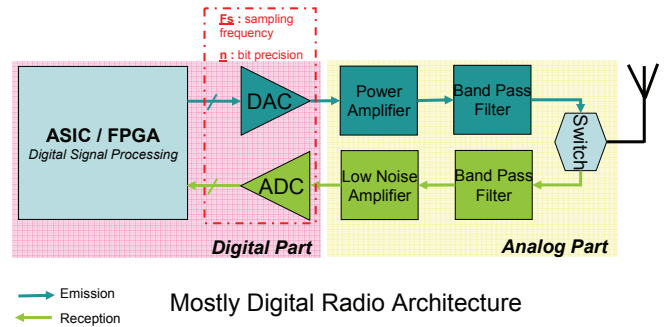 Fs : sampling
frequency
n : bit precision
ASIC / FPGA
Digital Signal Processing
DAC
Power
Amplifier
Band Pass
Filter
Switch
ADC
Low Noise
Amplifier
Band Pass
Filter
Digital Part
Analog Part
Emission
Reception
Mostly Digital Radio Architecture